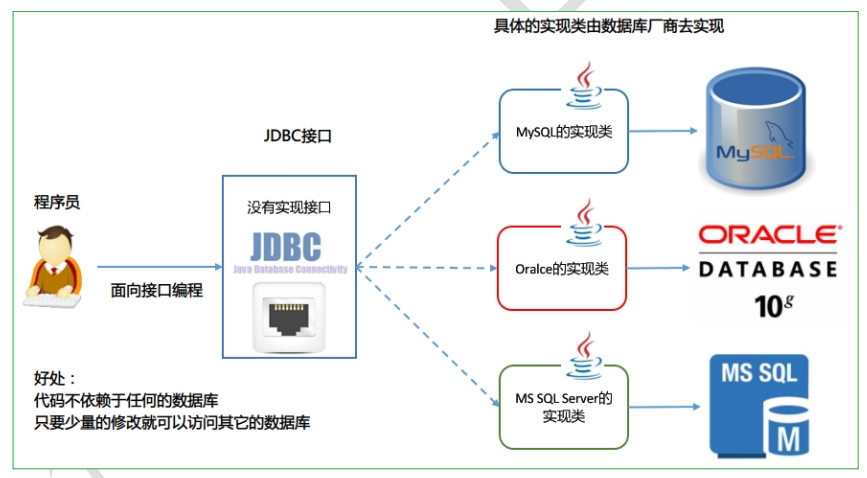 具体的实现类由数据库厂商去实现
JDBC接口
程序员
没有实现接口
JDBC
Java Database Connectivity
面向接口编程
MySQL的实现类
MySQL
Oralce的实现类
ORACLE
DATABASE
10g
MS SQL Server的
实现类
MS SQL
M
好处：
代码不依赖于任何的数据库
只要少量的修改就可以访问其它的数据库